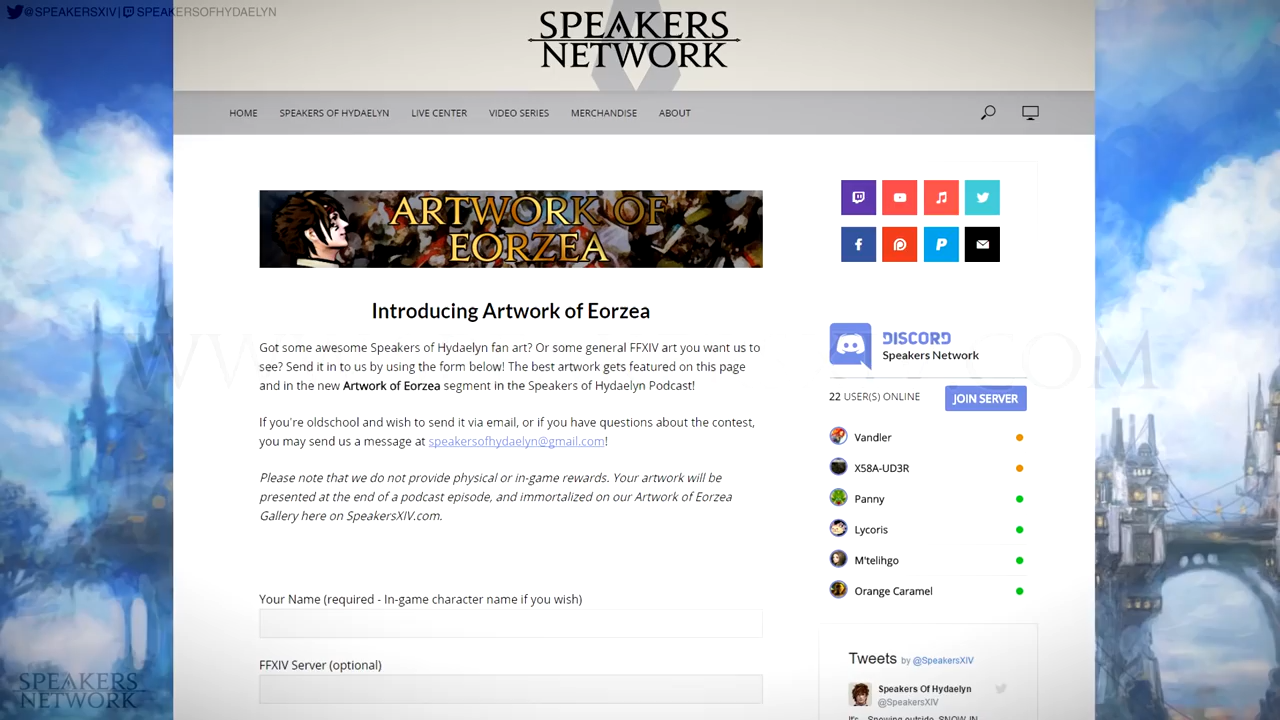 @SPEAKERSXIV | SPEAKERSOFHYDAELYN
SPEAKERS
NETWORK
HOME SPEAKERS OF HYDAELYN LIVE CENTER VIDEO SERIES MERCHANDISE ABOUT
ARTWORK OF
EORZEA
Introducing Artwork of Eorzea
Got some awesome Speakers of Hydaelyn fan art? Or some general FFXIV art you want us to
see? Send it in to us by using the form below! The best artwork gets featured on this page
and in the new Artwork of Eorzea segment in the Speakers of Hydaelyn Podcast!
If you're oldschool and wish to send it via email, or if you have questions about the contest,
you may send us a message at speakersofhydaelyn@gmail.com!
Please note that we do not provide physical or in-game rewards. Your artwork will be
presented at the end of a podcast episode, and immortalized on our Artwork of Eorzea
Gallery here on SpeakersXIV.com.
Your Name (required - In-game character name if you wish)
FFXIV Server (optional)
DISCORD
Speakers Network
22 USER(S) ONLINE JOIN SERVER
Vandler
X58A-UD3R
Panny
Lycoris
M'telihgo
Orange Caramel
Tweets by @SpeakersXIV
Speakers Of Hydaelyn
@SpeakersXIV
SPEAKERS
NETWORK